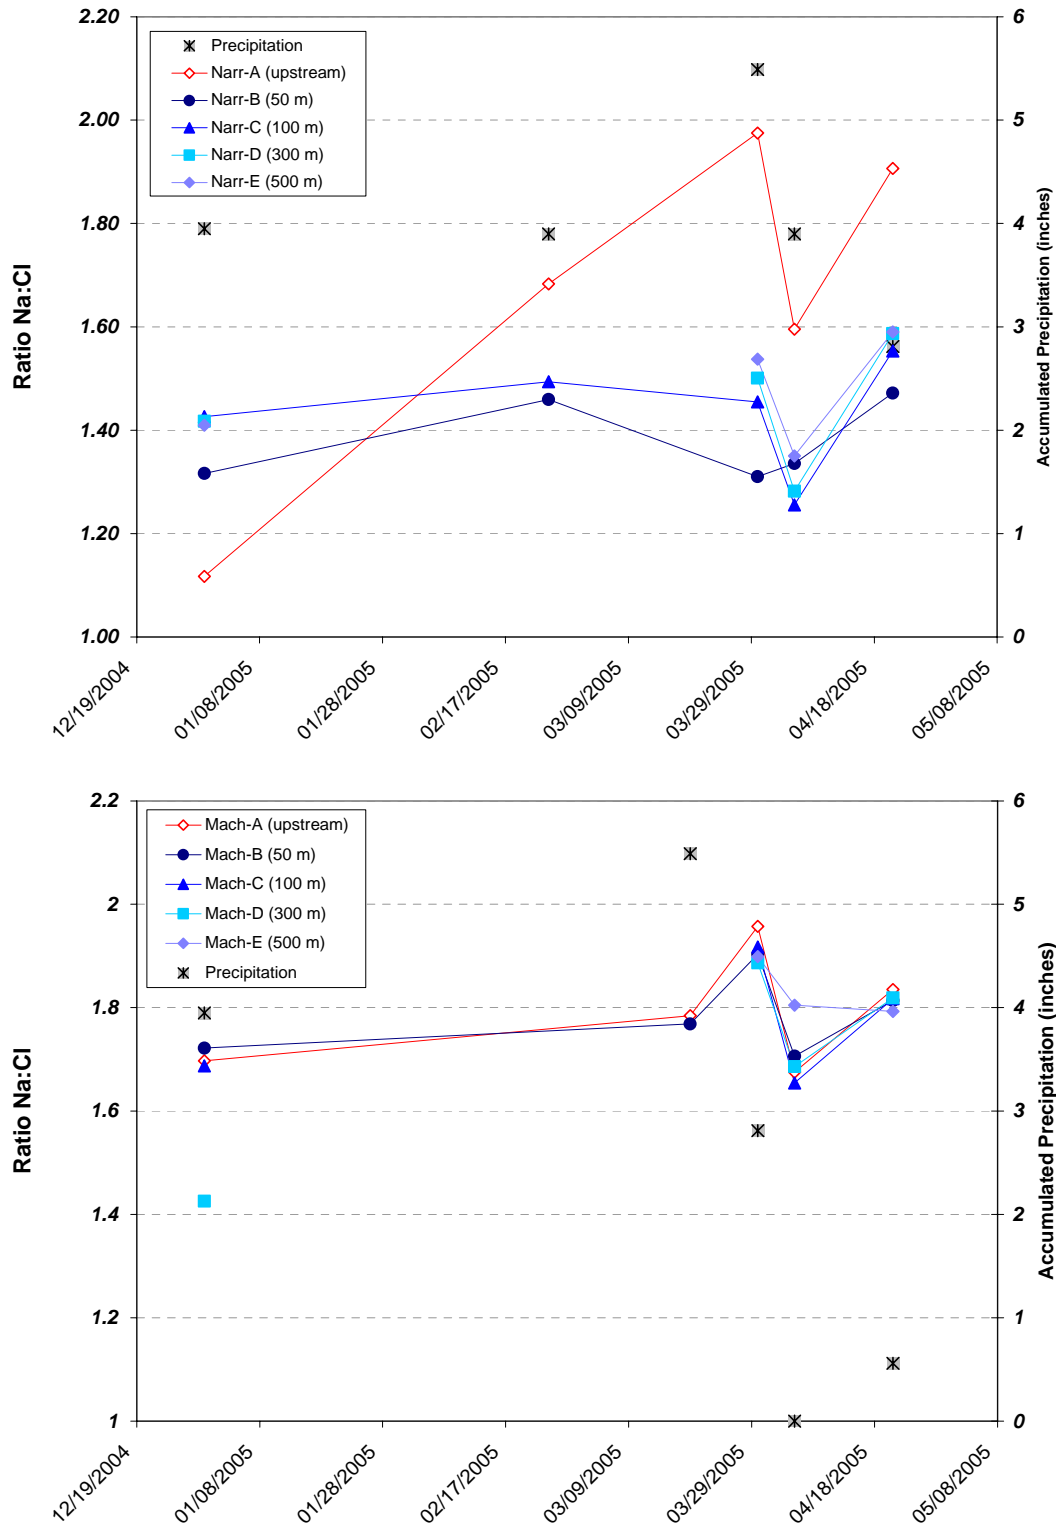 2.20
2.00
1.80
1.60
1.40
1.20
1.00
Ratio Na:Cl
Precipitation
Narr-A (upstream)
Narr-B (50 m)
Narr-C (100 m)
Narr-D (300 m)
Narr-E (500 m)
6
5
4
3
2
1
0
Accumulated Precipitation (inches)
12/19/2004
01/08/2005
01/28/2005
02/17/2005
03/09/2005
03/29/2005
04/18/2005
05/08/2005
2.2
2
1.8
1.6
1.4
1.2
1
Ratio Na:Cl
Mach-A (upstream)
Mach-B (50 m)
Mach-C (100 m)
Mach-D (300 m)
Mach-E (500 m)
Precipitation
6
5
4
3
2
1
0
Accumulated Precipitation (inches)
12/19/2004
01/08/2005
01/28/2005
02/17/2005
03/09/2005
03/29/2005
04/18/2005
05/08/2005